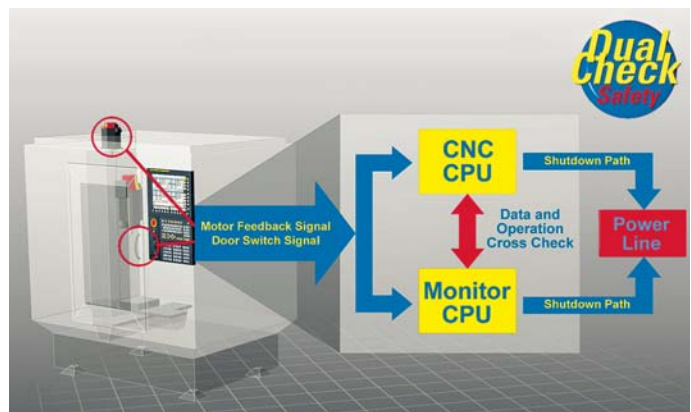 Dual
Check
Safety
CNC
CPU
Shutdown Path
Motor Feedback Signal
Door Switch Signal
Data and
Operation
Cross Check
Power
Line
Monitor
CPU
Shutdown Path